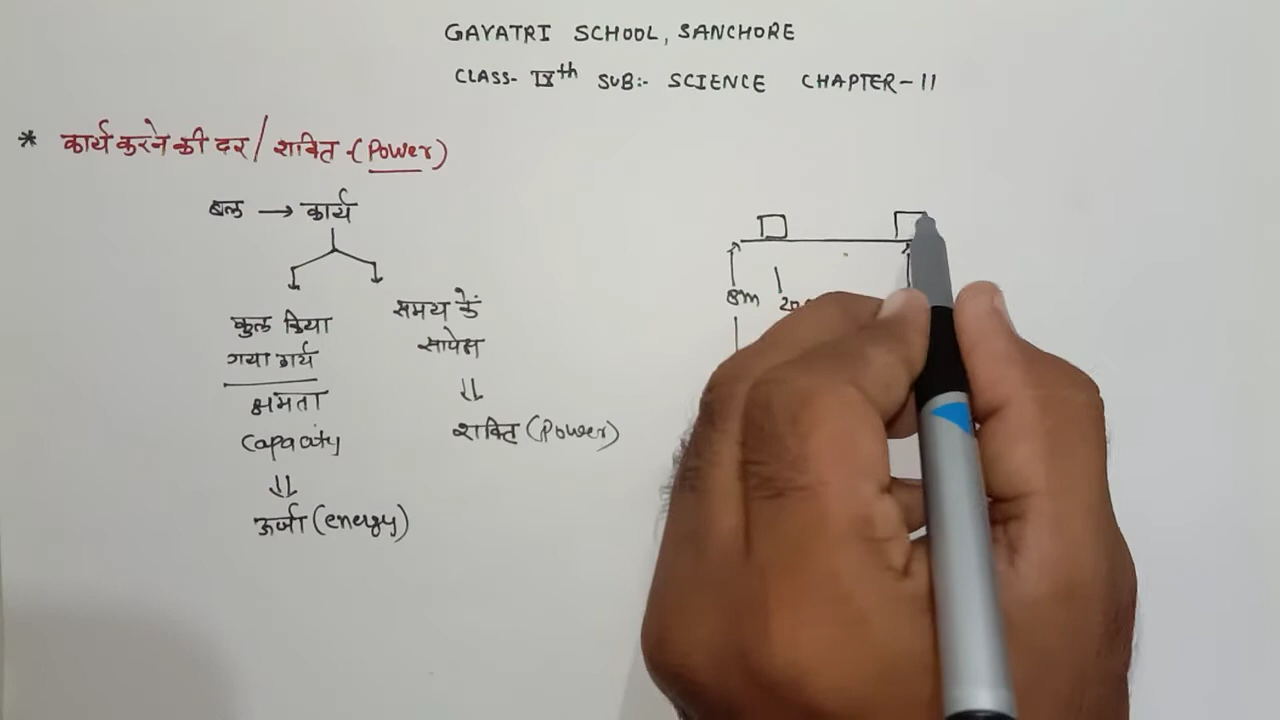 GAYATRI SCHOOL, SANCHORE
CLASS- IXth SUB:- SCIENCE CHAPTER-11
* कार्य करने की दर / शक्ति -(Power)
बल → कार्य
कुल किया
गया कार्य
क्षमता
capacity
ऊर्जा (energy)
समय के
सापेक्ष
शक्ति (Power)
8m